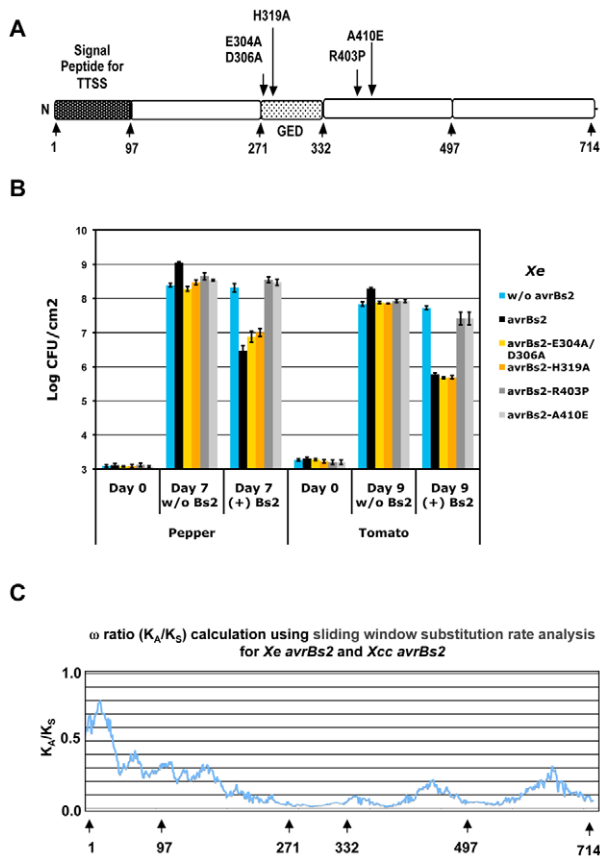 A
H319A
E304A
D306A
A410E
R403P
Signal
Peptide for
TTSS
N
GED
1
97
271
332
497
714
B
Log CFU/cm2
10
9
8
7
6
5
4
3
Day 0
Day 7
w/o Bs2
Day 7
(+) Bs2
Day 0
Day 9
w/o Bs2
Day 9
(+) Bs2
Pepper
Tomato
Xe
w/o avrBs2
avrBs2
avrBs2-E304A/
D306A
avrBs2-H319A
avrBs2-R403P
avrBs2-A410E
C
ω ratio (KA/KS) calculation using sliding window substitution rate analysis
for Xe avrBs2 and Xcc avrBs2
KA/KS
1.0
0.5
0.0
1
97
271
332
497
714